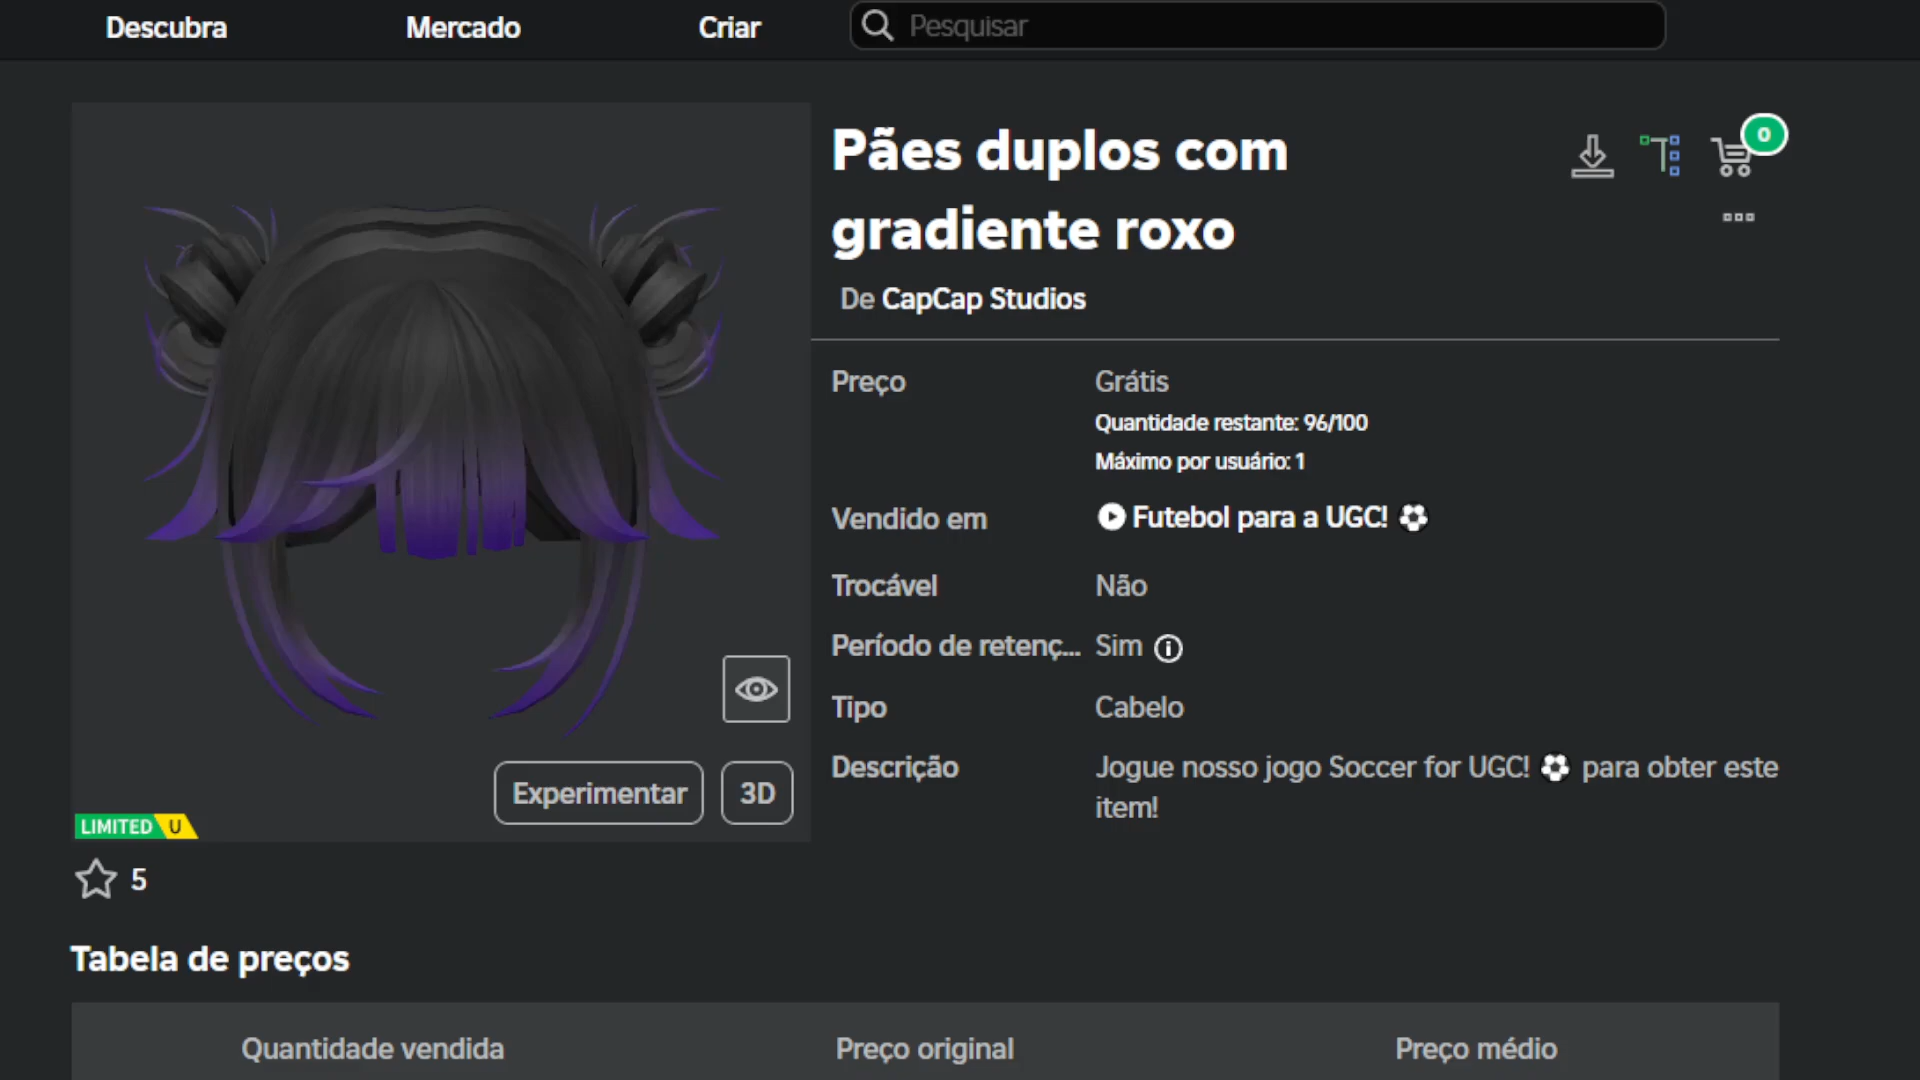 Descubra
Mercado
Criar
Pesquisar
Pães duplos com
gradiente roxo
0
De CapCap Studios
Preço
Grátis
Quantidade restante: 96/100
Máximo por usuário: 1
Vendido em
Futebol para a UGC! ⚽
Trocável
Não
Período de retenç...
Sim
Tipo
Cabelo
Descrição
Jogue nosso jogo Soccer for UGC! ⚽ para obter este
item!
Experimentar
3D
LIMITED U
5
Tabela de preços
Quantidade vendida
Preço original
Preço médio